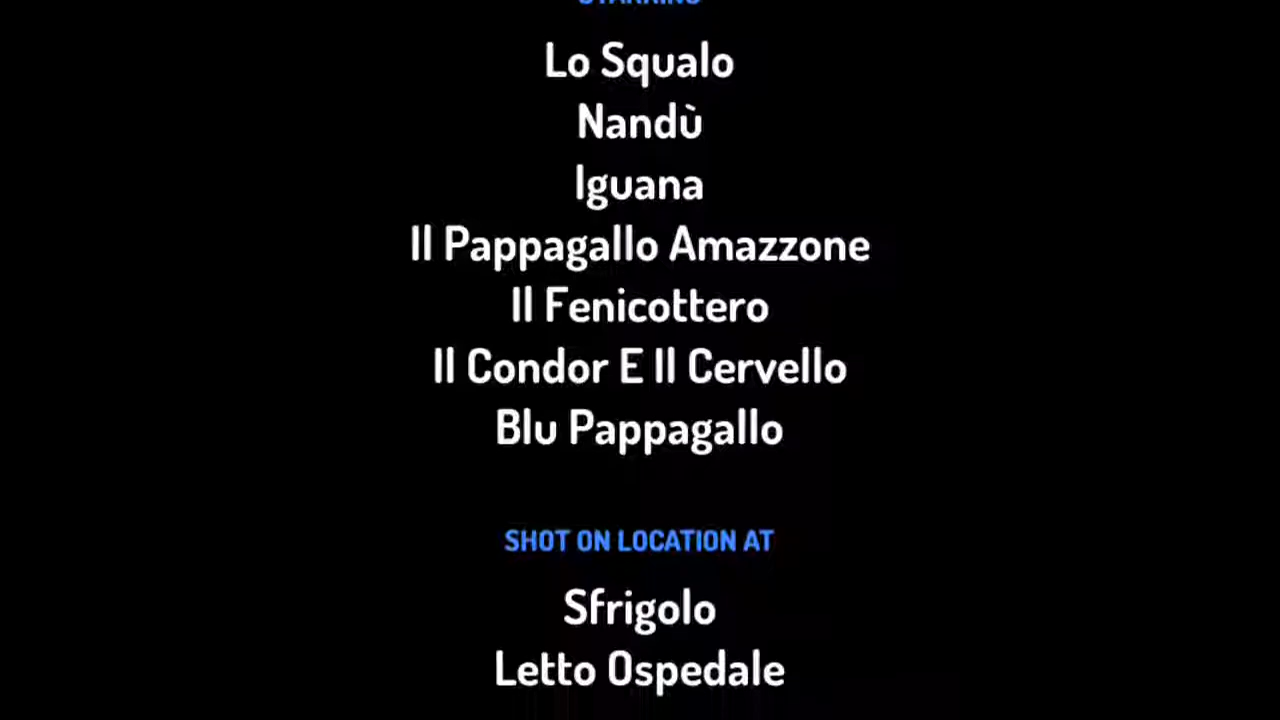 STARRING
Lo Squalo
Nandù
Iguana
Il Pappagallo Amazzone
Il Fenicottero
Il Condor E Il Cervello
Blu Pappagallo
SHOT ON LOCATION AT
Sfrigolo
Letto Ospedale